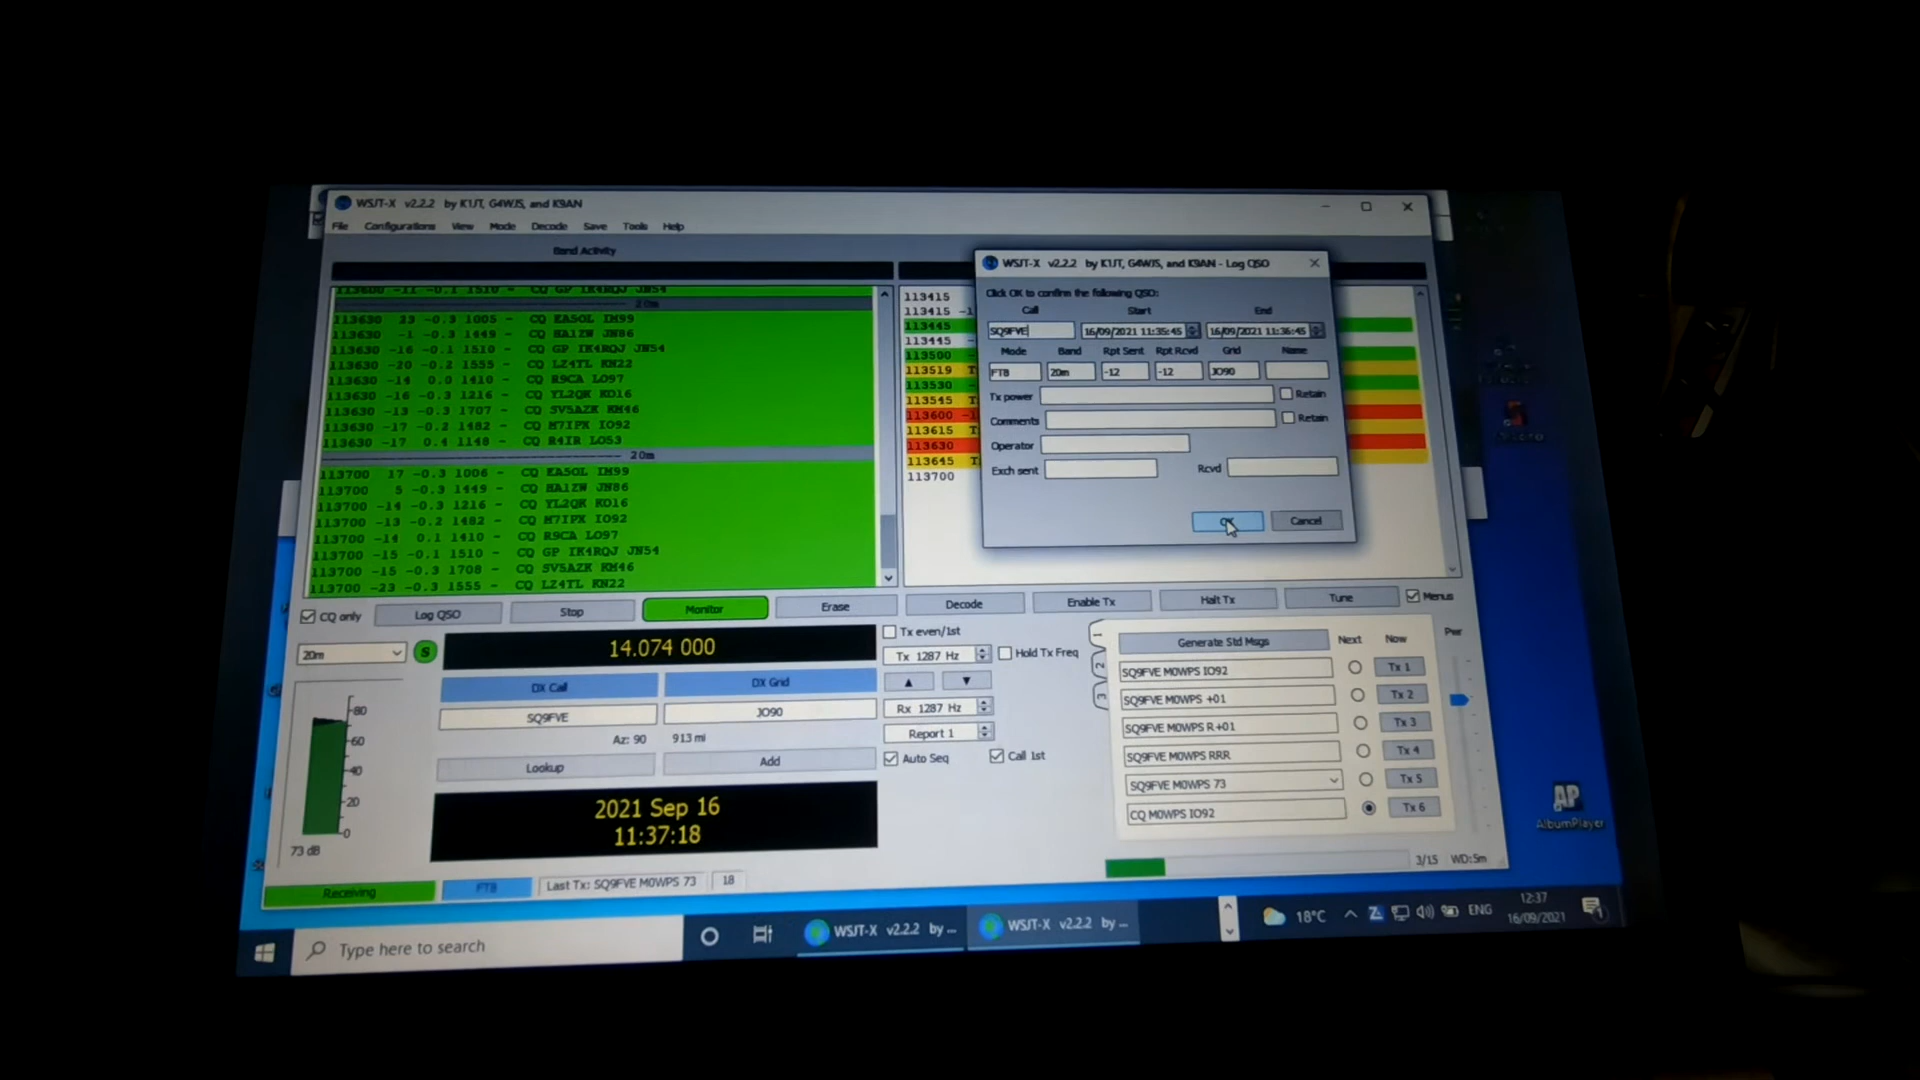 WSJT-X v2.2.2 by K1JT, G4WJS, and K9AN
File Configurations View Mode Decode Save Tools Help
Band Activity
113600 -11 -0.1 1510 - CQ GP IK4RQJ JN54
20m
113630 23 -0.3 1005 - CQ EA5OL IM99
113630 -1 -0.3 1449 - CQ HA1ZW JN86
113630 -16 -0.1 1510 - CQ GP IK4RQJ JN54
113630 -20 -0.2 1555 - CQ LZ4TL KN22
113630 -14 0.0 1410 - CQ R9CA LO97
113630 -16 -0.3 1216 - CQ YL2QK KO16
113630 -13 -0.3 1707 - CQ SV5AZK KM46
113630 -17 -0.2 1482 - CQ M7IPX IO92
113630 -17 0.4 1148 - CQ R4IR LO53
20m
113700 17 -0.3 1006 - CQ EA5OL IM99
113700 5 -0.3 1449 - CQ HA1ZW JN86
113700 -14 -0.3 1216 - CQ YL2QK KO16
113700 -13 -0.2 1482 - CQ M7IPX IO92
113700 -14 0.1 1410 - CQ R9CA LO97
113700 -15 -0.1 1510 - CQ GP IK4RQJ JN54
113700 -15 -0.3 1708 - CQ SV5AZK KM46
113700 -23 -0.3 1555 - CQ LZ4TL KN22
113415
113415 -1
113445
113445 -
113500 -
113519 T
113530 -
113545 T
113600 -1
113615 T
113630
113645 T
113700
WSJT-X v2.2.2 by K1JT, G4WJS, and K9AN - Log QSO
Click OK to confirm the following QSO:
Call Start End
SQ9FVE 16/09/2021 11:35:45 16/09/2021 11:36:45
Mode Band Rpt Sent Rpt Rcvd Grid Name
FT8 20m -12 -12 JO90
Tx power Retain
Comments Retain
Operator
Exch sent Rcvd
OK Cancel
CQ only Log QSO Stop Monitor Erase Decode Enable Tx Halt Tx Tune Menus
20m S 14.074 000
DX Call DX Grid
SQ9FVE JO90
Az: 90 913 mi
Lookup Add
2021 Sep 16
11:37:18
80
60
40
20
0
73 dB
Tx even/1st
Tx 1287 Hz Hold Tx Freq
Rx 1287 Hz
Report 1
Auto Seq Call 1st
1
2
3
Generate Std Msgs Next Now Pwr
SQ9FVE M0WPS IO92 Tx 1
SQ9FVE M0WPS +01 Tx 2
SQ9FVE M0WPS R+01 Tx 3
SQ9FVE M0WPS RRR Tx 4
SQ9FVE M0WPS 73 Tx 5
CQ M0WPS IO92 Tx 6
Receiving FT8 Last Tx: SQ9FVE M0WPS 73 18 3/15 WD:5m
AP
AlbumPlayer
Type here to search
WSJT-X v2.2.2 by ...
WSJT-X v2.2.2 by ...
18°C ENG
12:37
16/09/2021
1